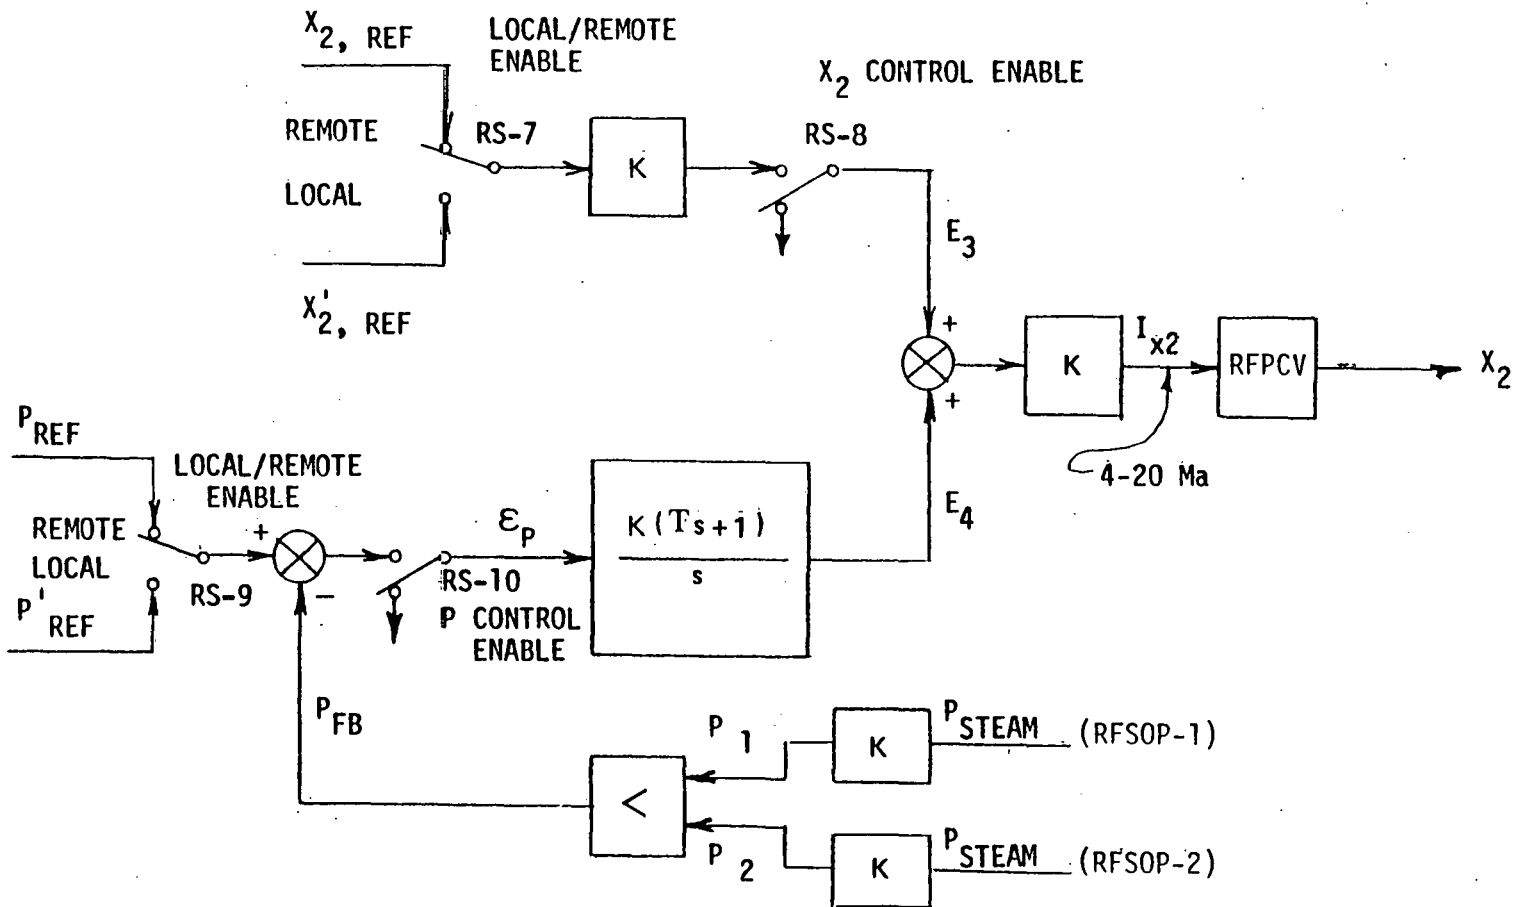 X2, REF
LOCAL/REMOTE
ENABLE
X2 CONTROL ENABLE
REMOTE
RS-7
K
RS-8
LOCAL
X'2, REF
E3
+
+
K
Ix2
RFPCV
X2
4-20 Ma
PREF
LOCAL/REMOTE
ENABLE
REMOTE
LOCAL
P'REF
RS-9
+
−
εP
RS-10
P CONTROL
ENABLE
K(Ts+1)
s
E4
PFB
<
P1
K
PSTEAM (RFSOP-1)
P2
K
PSTEAM (RFSOP-2)